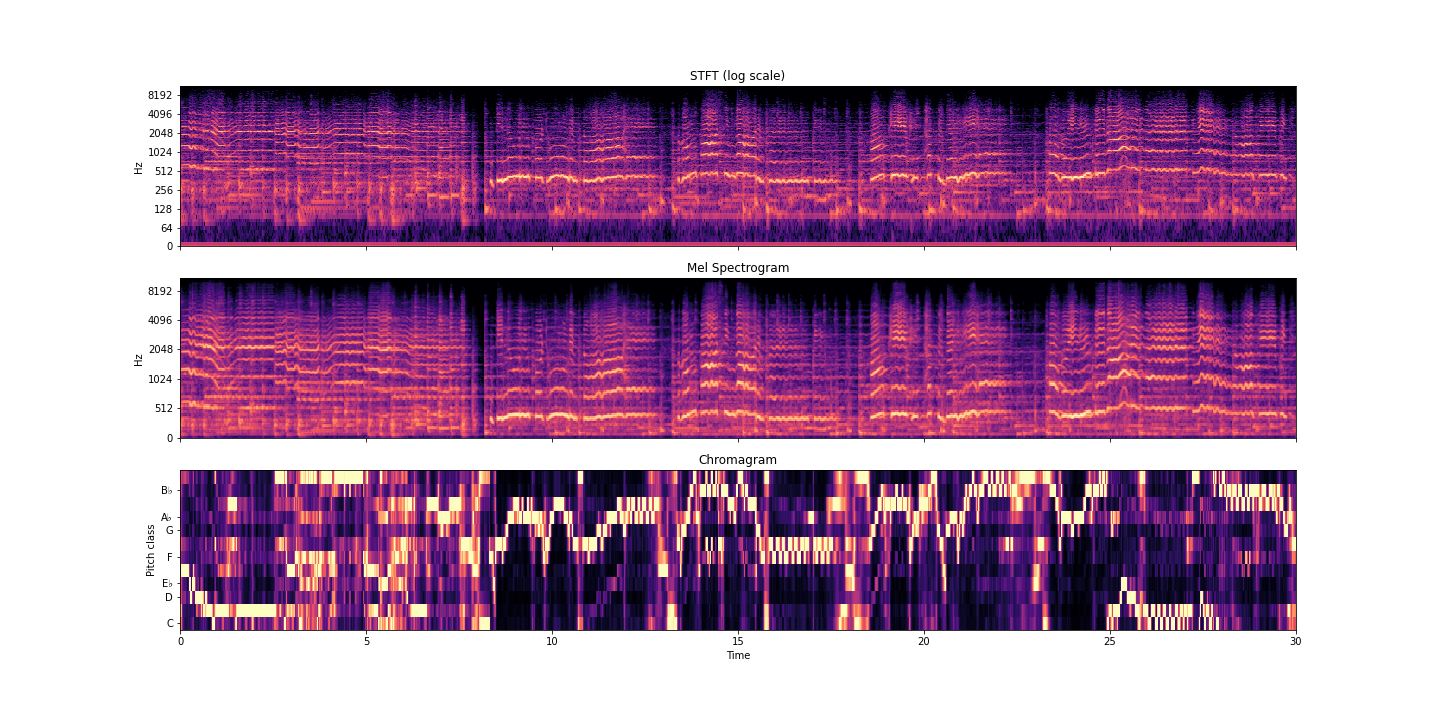 STFT (log scale)
8192
4096
2048
1024
512
256
128
64
0
Hz
Mel Spectrogram
8192
4096
2048
1024
512
0
Hz
Chromagram
B♭
A♭
G
F
E♭
D
C
Pitch class
0 5 10 15 20 25 30
Time